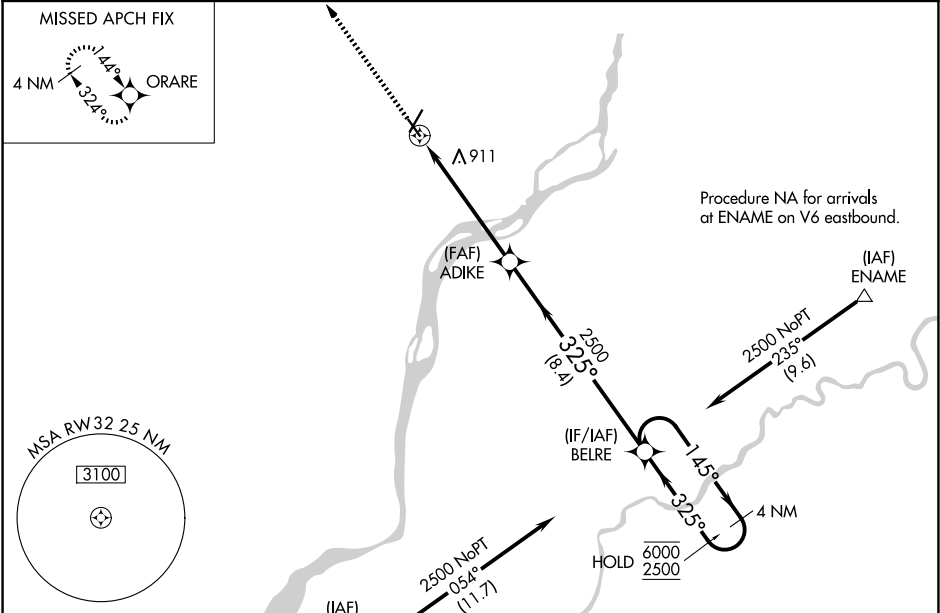 MISSED APCH FIX
144°
4 NM
ORARE
324°
911
Procedure NA for arrivals
at ENAME on V6 eastbound.
(FAF)
ADIKE
(IAF)
ENAME
2500
325°
(8.4)
2500 NoPT
235°
(9.6)
MSA RW32 25 NM
3100
(IF/IAF)
BELRE
145°
325°
4 NM
HOLD
6000
2500
2500 NoPT
054°
(11.7)
(IAF)